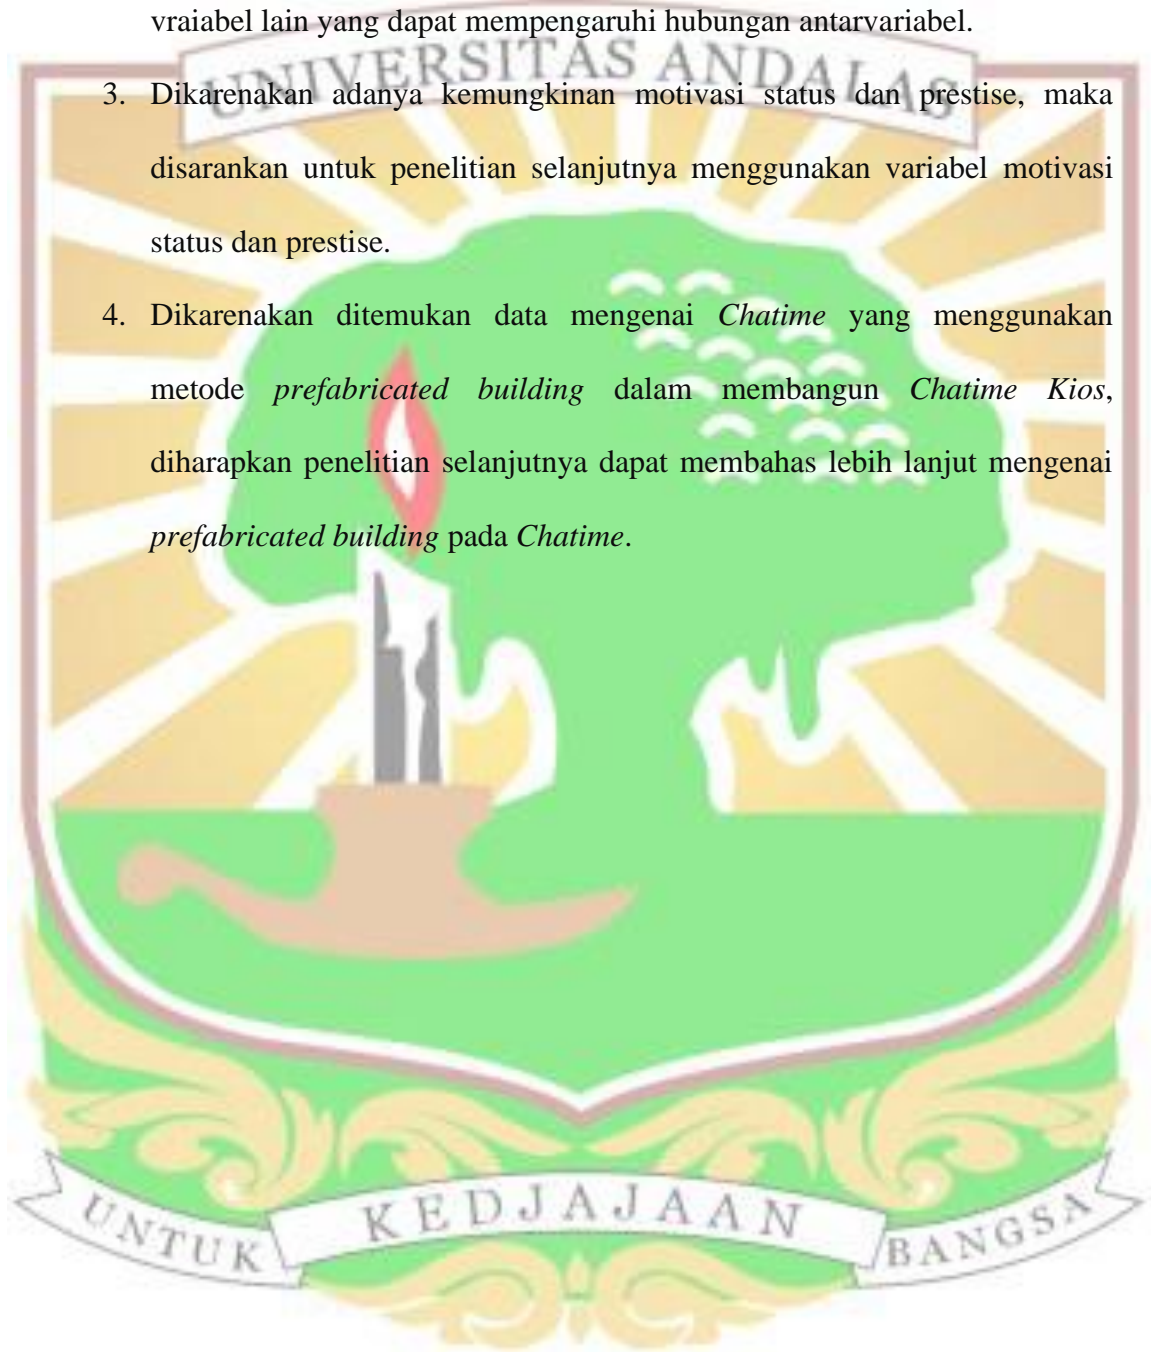 vraiabel lain yang dapat mempengaruhi hubungan antarvariabel.
UNIVERSITAS ANDALAS
3. Dikarenakan adanya kemungkinan motivasi status dan prestise, maka
disarankan untuk penelitian selanjutnya menggunakan variabel motivasi
status dan prestise.
4. Dikarenakan ditemukan data mengenai Chatime yang menggunakan
metode prefabricated building dalam membangun Chatime Kios,
diharapkan penelitian selanjutnya dapat membahas lebih lanjut mengenai
prefabricated building pada Chatime.
UNTUK KEDJAJAAN BANGSA